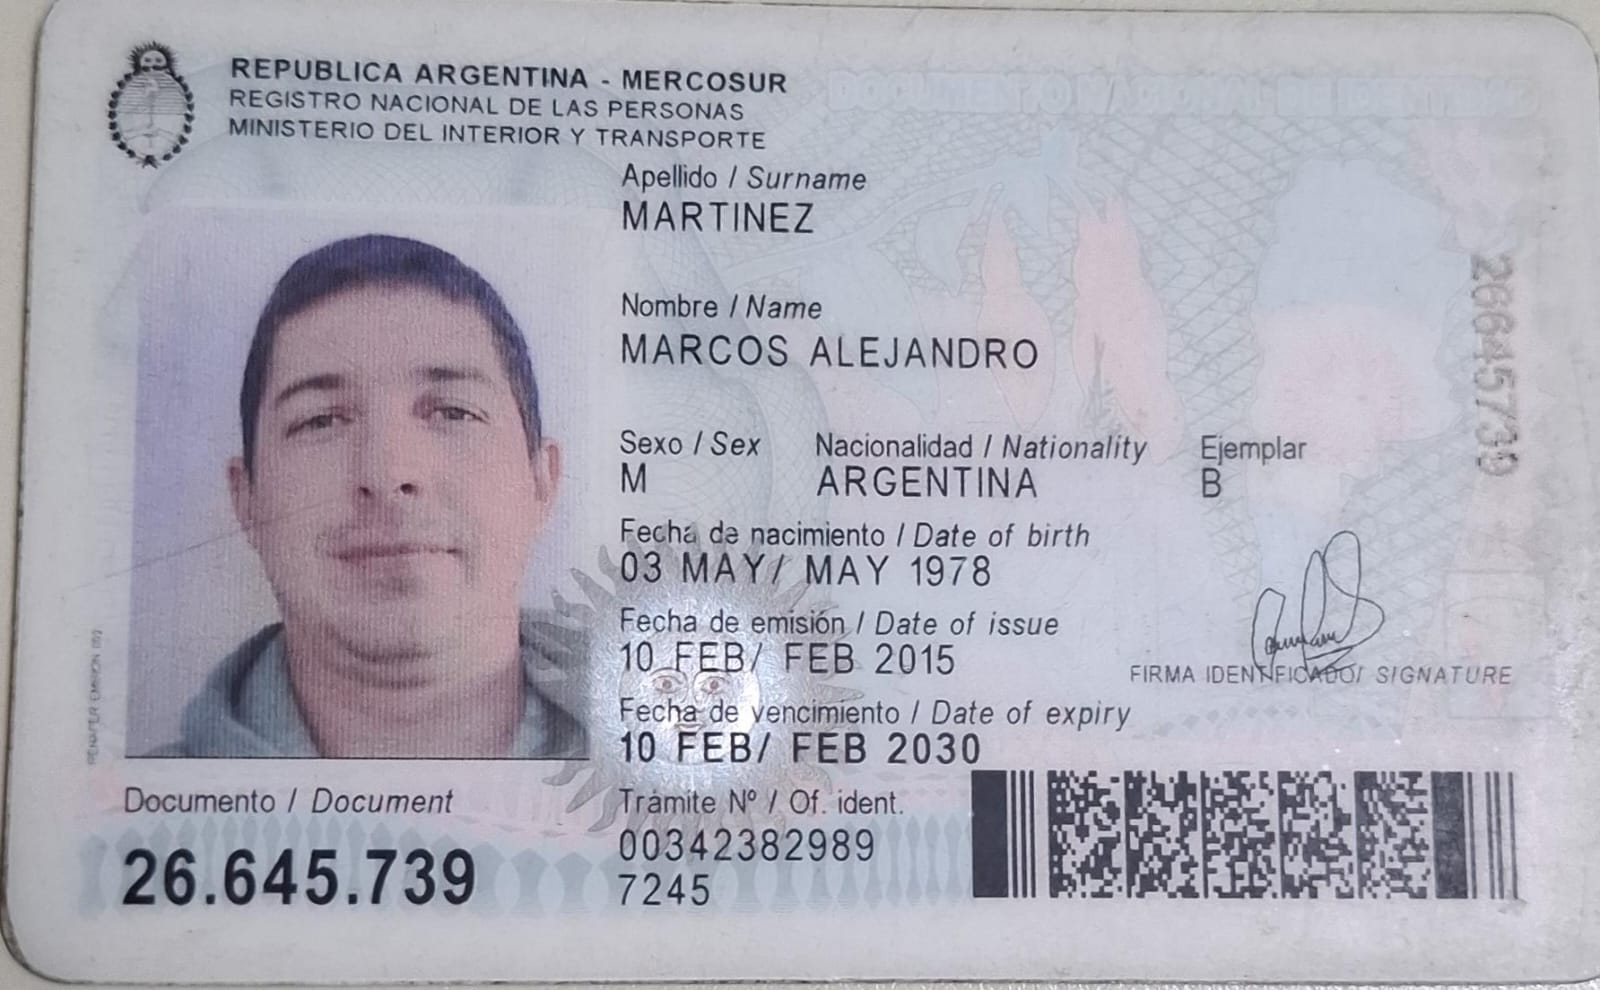 REPUBLICA ARGENTINA - MERCOSUR
REGISTRO NACIONAL DE LAS PERSONAS
MINISTERIO DEL INTERIOR Y TRANSPORTE
DOCUMENTO NACIONAL DE IDENTIDAD
Apellido / Surname
MARTINEZ
Nombre / Name
MARCOS ALEJANDRO
Sexo / Sex Nacionalidad / Nationality Ejemplar
M ARGENTINA B
Fecha de nacimiento / Date of birth
03 MAY/ MAY 1978
Fecha de emisión / Date of issue
10 FEB/ FEB 2015
FIRMA IDENTIFICADO/ SIGNATURE
Fecha de vencimiento / Date of expiry
10 FEB/ FEB 2030
Documento / Document
26.645.739
Trámite Nº / Of. ident.
00342382989
7245
26645739